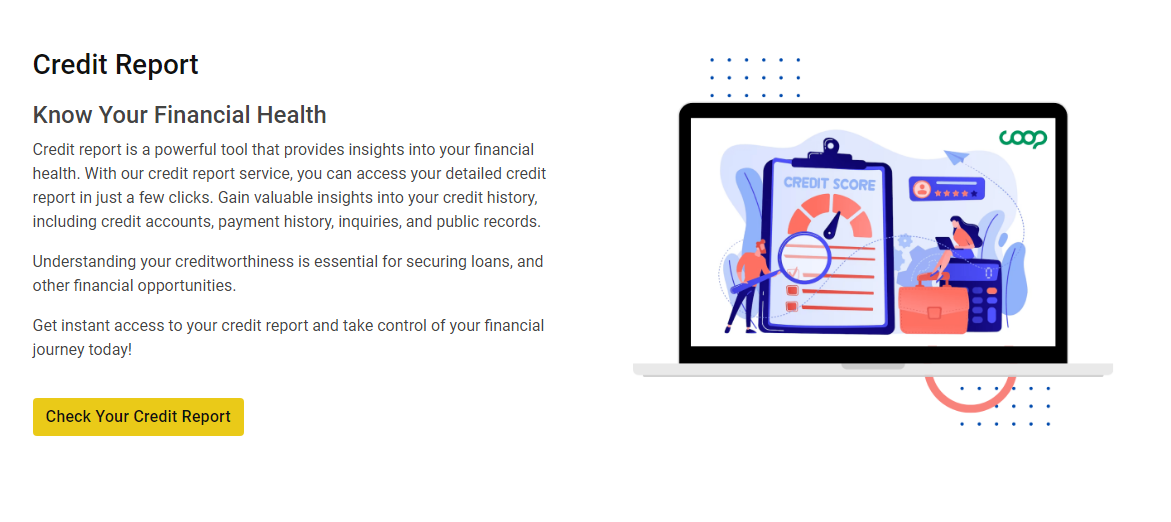 Credit Report
Know Your Financial Health
Credit report is a powerful tool that provides insights into your financial
health. With our credit report service, you can access your detailed credit
report in just a few clicks. Gain valuable insights into your credit history,
including credit accounts, payment history, inquiries, and public records.
Understanding your creditworthiness is essential for securing loans, and
other financial opportunities.
Get instant access to your credit report and take control of your financial
journey today!
Check Your Credit Report
coop
CREDIT SCORE
0